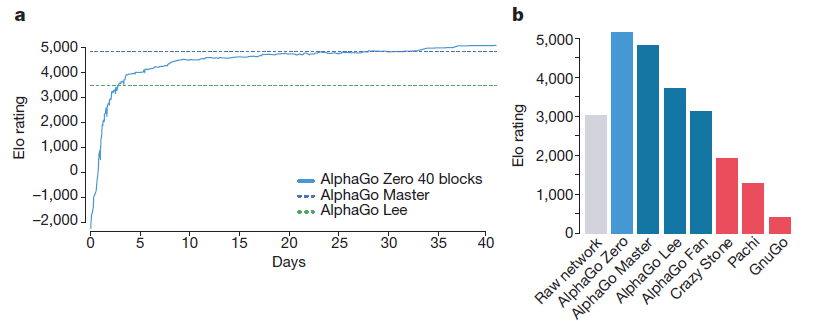 a
Elo rating
5,000
4,000
3,000
2,000
1,000
0
−1,000
−2,000
AlphaGo Zero 40 blocks
AlphaGo Master
AlphaGo Lee
0 5 10 15 20 25 30 35 40
Days
b
Elo rating
5,000
4,000
3,000
2,000
1,000
0
Raw network
AlphaGo Zero
AlphaGo Master
AlphaGo Lee
AlphaGo Fan
Crazy Stone
Pachi
GnuGo